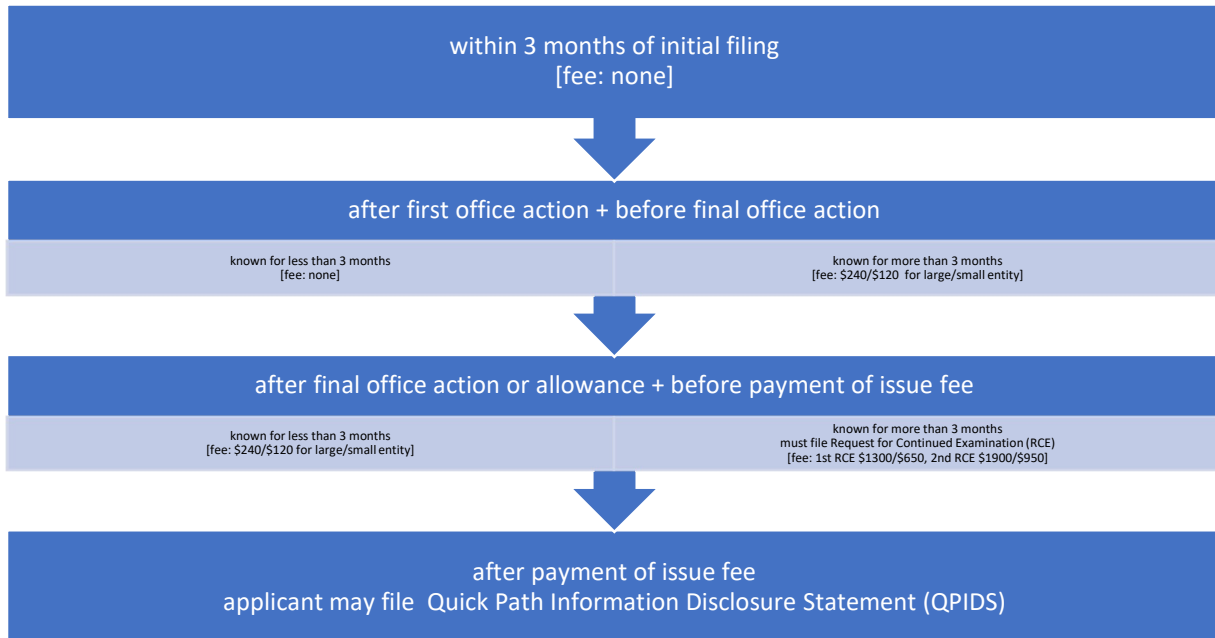 within 3 months of initial filing
[fee: none]
after first office action + before final office action
known for less than 3 months
[fee: none]
known for more than 3 months
[fee: $240/$120 for large/small entity]
after final office action or allowance + before payment of issue fee
known for less than 3 months
[fee: $240/$120 for large/small entity]
known for more than 3 months
must file Request for Continued Examination (RCE)
[fee: 1st RCE $1300/$650, 2nd RCE $1900/$950]
after payment of issue fee
applicant may file Quick Path Information Disclosure Statement (QPIDS)